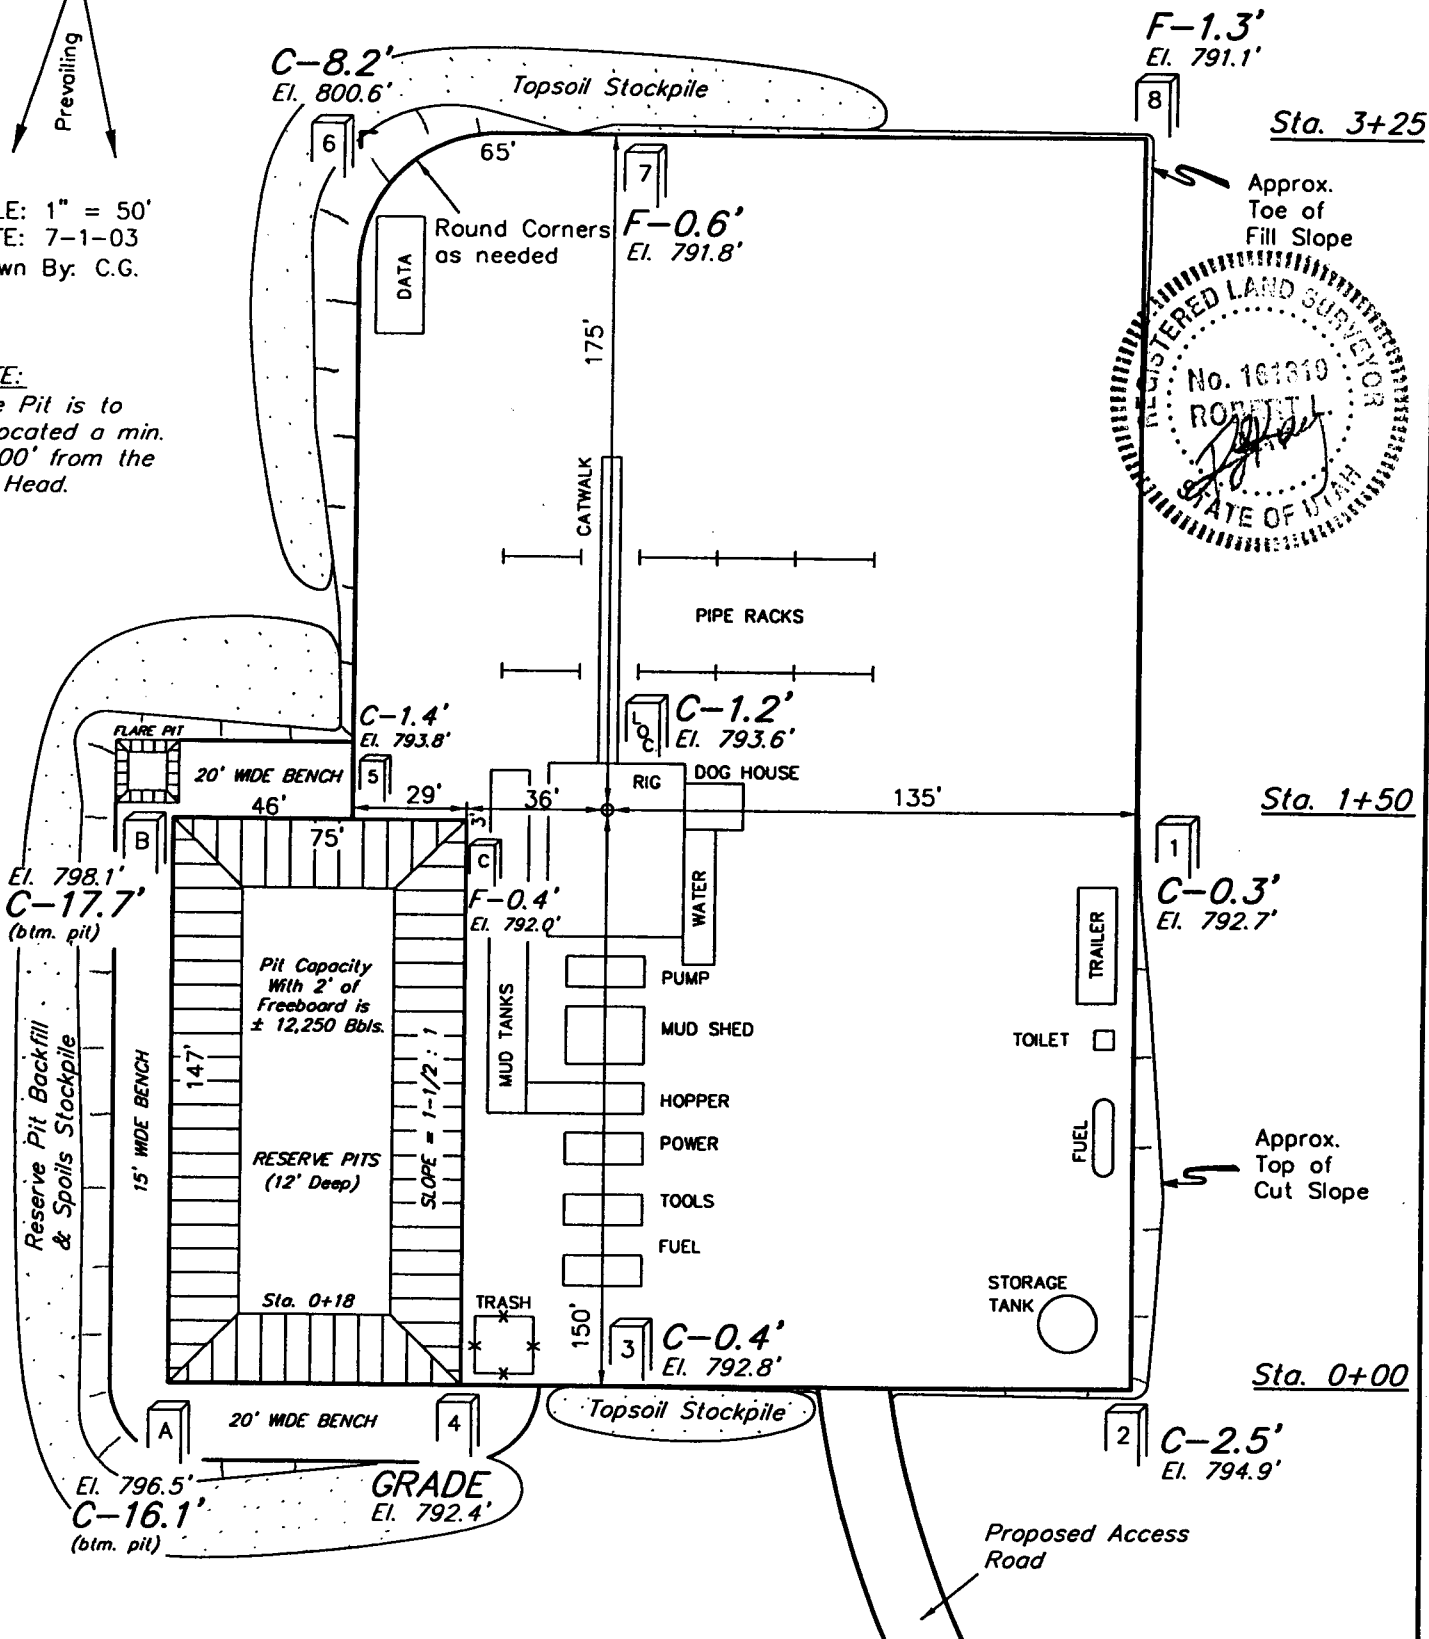 Prevailing
C-8.2'
El. 800.6'
Topsoil Stockpile
F-1.3'
El. 791.1'
8
Sta. 3+25
6
65'
7
F-0.6'
El. 791.8'
Approx.
Toe of
Fill Slope
LE: 1" = 50'
TE: 7-1-03
wn By: C.G.
Round Corners
as needed
DATA
175'
REGISTERED LAND SURVEYOR
No. 161319
ROBERT L.
STATE OF UTAH
TE:
e Pit is to
ocated a min.
00' from the
Head.
CATWALK
PIPE RACKS
C-1.4'
El. 793.8'
LOC.
C-1.2'
El. 793.6'
FLARE PIT
20' WIDE BENCH
5
RIG
DOG HOUSE
46'
29'
36'
135'
Sta. 1+50
75'
3'
B
C
1
El. 798.1'
C-17.7'
(btm. pit)
F-0.4'
El. 792.0'
WATER
C-0.3'
El. 792.7'
TRAILER
Pit Capacity
With 2' of
Freeboard is
± 12,250 Bbls.
PUMP
MUD SHED
MUD TANKS
TOILET
Reserve Pit Backfill
& Spoils Stockpile
15' WIDE BENCH
147'
SLOPE = 1-1/2 : 1
HOPPER
POWER
FUEL
RESERVE PITS
(12' Deep)
TOOLS
FUEL
Approx.
Top of
Cut Slope
Sta. 0+18
TRASH
150'
3
C-0.4'
El. 792.8'
STORAGE
TANK
Sta. 0+00
A
20' WIDE BENCH
4
Topsoil Stockpile
2
C-2.5'
El. 794.9'
El. 796.5'
C-16.1'
(btm. pit)
GRADE
El. 792.4'
Proposed Access
Road